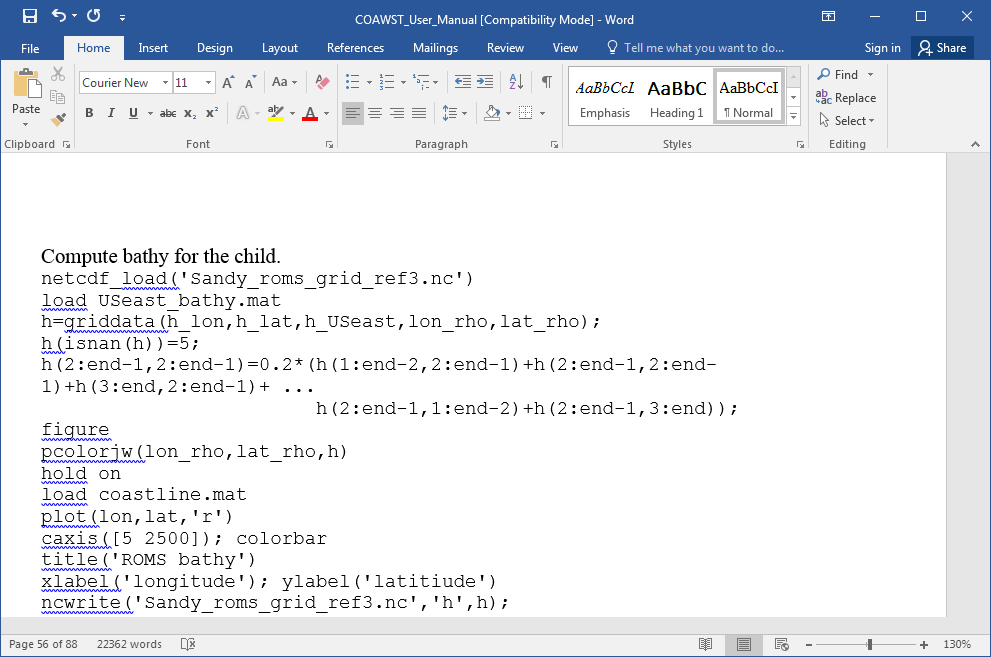 COAWST_User_Manual [Compatibility Mode] - Word
File Home Insert Design Layout References Mailings Review View Tell me what you want to do... Sign in Share
Courier New 11 Aa Find
Paste AaBbCcI AaBbC AaBbCcI Replace
B I U abc x₂ x² A ab A Emphasis Heading 1 ¶ Normal Select
Clipboard Font Paragraph Styles Editing
Compute bathy for the child.
netcdf_load('Sandy_roms_grid_ref3.nc')
load USeast_bathy.mat
h=griddata(h_lon,h_lat,h_USeast,lon_rho,lat_rho);
h(isnan(h))=5;
h(2:end-1,2:end-1)=0.2*(h(1:end-2,2:end-1)+h(2:end-1,2:end-
1)+h(3:end,2:end-1)+ ...
h(2:end-1,1:end-2)+h(2:end-1,3:end));
figure
pcolorjw(lon_rho,lat_rho,h)
hold on
load coastline.mat
plot(lon,lat,'r')
caxis([5 2500]); colorbar
title('ROMS bathy')
xlabel('longitude'); ylabel('latitiude')
ncwrite('Sandy_roms_grid_ref3.nc','h',h);
Page 56 of 88 22362 words 130%